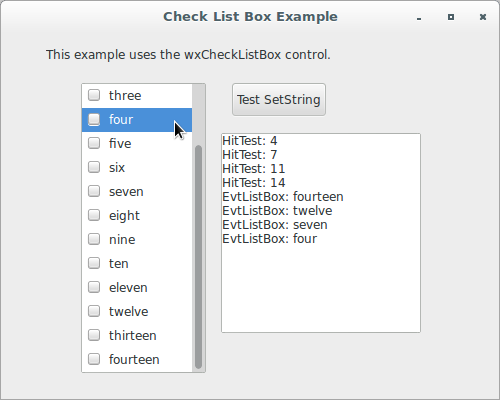 Check List Box Example
This example uses the wxCheckListBox control.
three
four
five
six
seven
eight
nine
ten
eleven
twelve
thirteen
fourteen
Test SetString
HitTest: 4
HitTest: 7
HitTest: 11
HitTest: 14
EvtListBox: fourteen
EvtListBox: twelve
EvtListBox: seven
EvtListBox: four